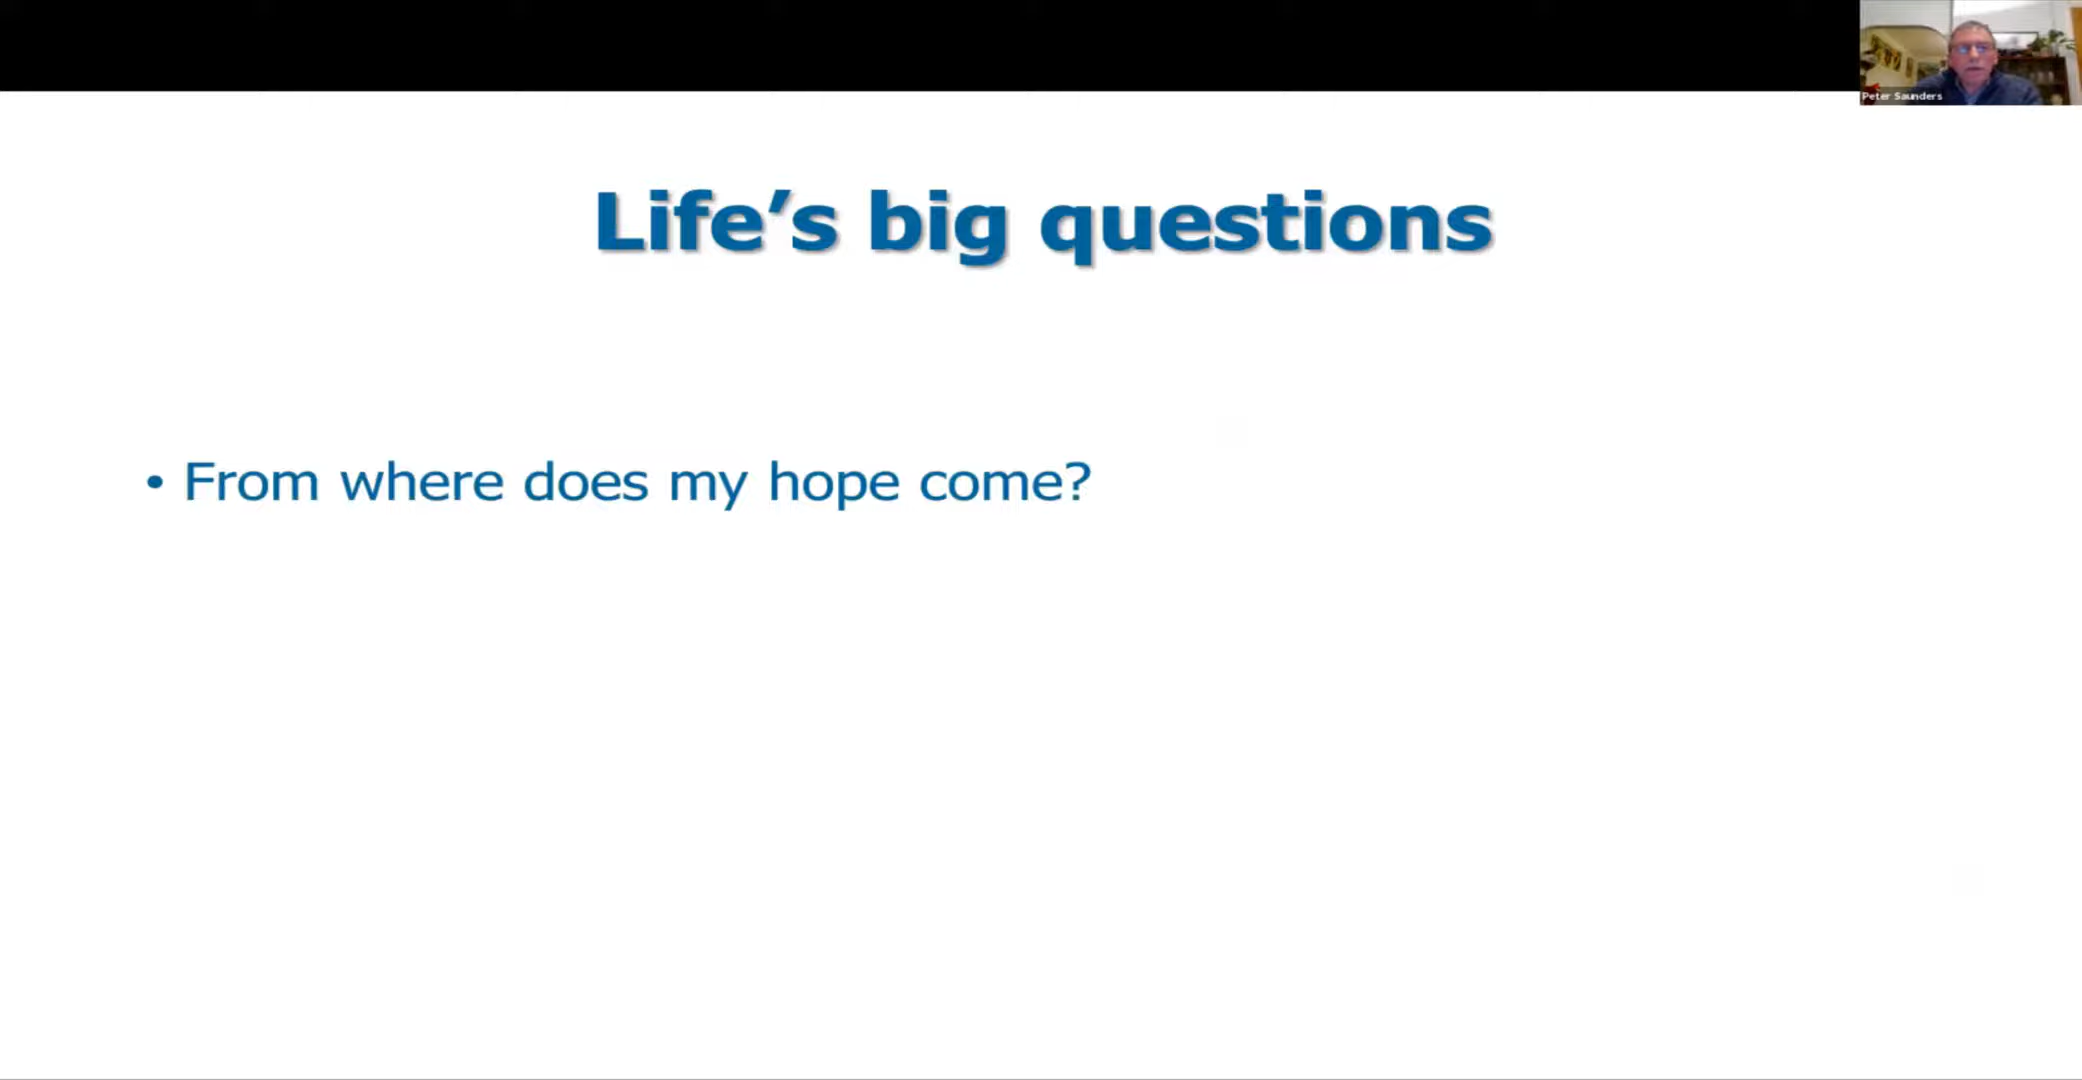 Peter Saunders
Life’s big questions
• From where does my hope come?